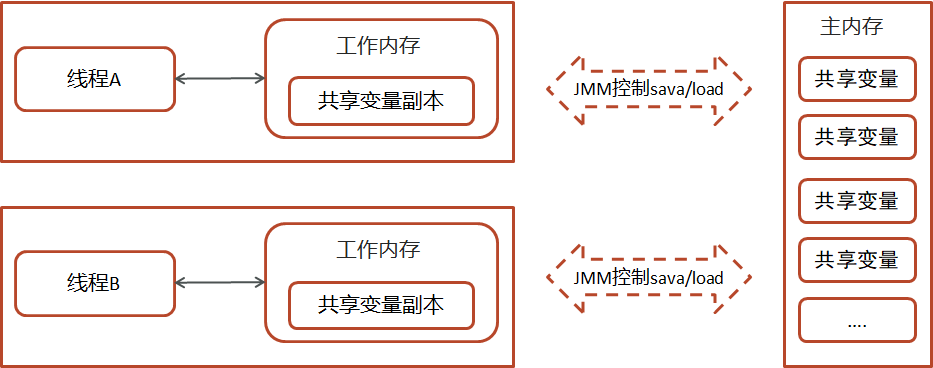 线程A
工作内存
共享变量副本
JMM控制sava/load
线程B
工作内存
共享变量副本
JMM控制sava/load
主内存
共享变量
共享变量
共享变量
共享变量
....